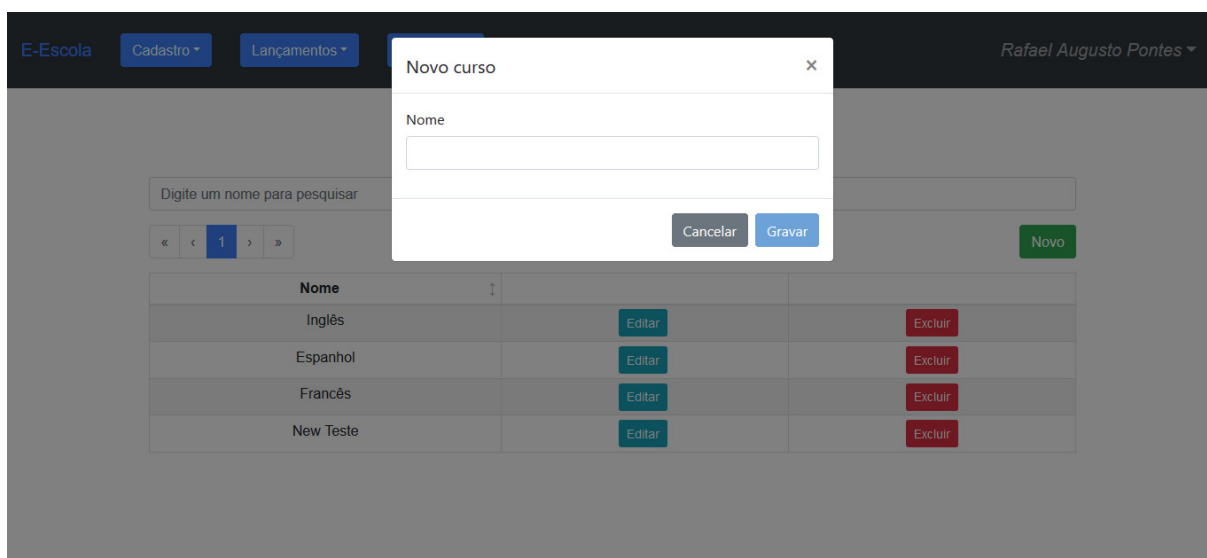 E-Escola Cadastro Lançamentos Rafael Augusto Pontes
Novo curso ×
Nome
Digite um nome para pesquisar
Cancelar Gravar
« ‹ 1 › » Novo
Nome
Inglês Editar Excluir
Espanhol Editar Excluir
Francês Editar Excluir
New Teste Editar Excluir